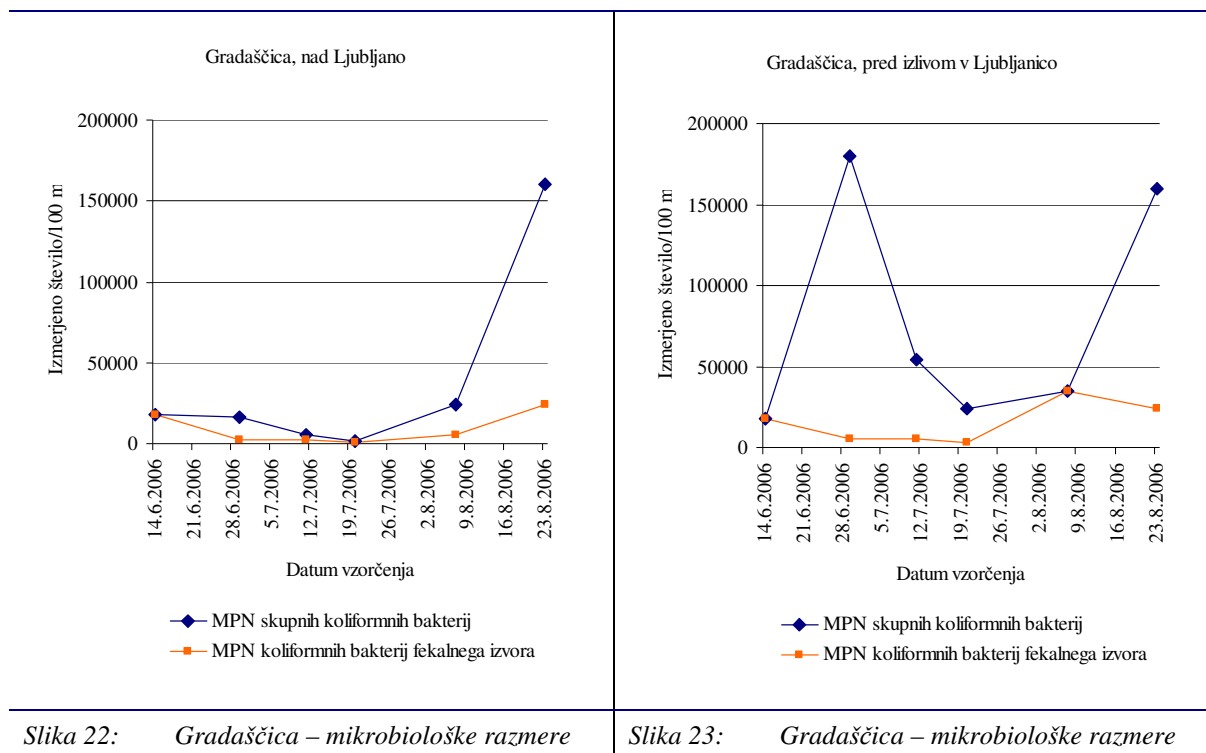 Gradaščica, nad Ljubljano
200000
150000
100000
50000
0
Izmerjeno število/100 m
14.6.2006
21.6.2006
28.6.2006
5.7.2006
12.7.2006
19.7.2006
26.7.2006
2.8.2006
9.8.2006
16.8.2006
23.8.2006
Datum vzorčenja
MPN skupnih koliformnih bakterij
MPN koliformnih bakterij fekalnega izvora
Slika 22: Gradaščica – mikrobiološke razmere
Gradaščica, pred izlivom v Ljubljanico
200000
150000
100000
50000
0
Izmerjeno število/100 m
14.6.2006
21.6.2006
28.6.2006
5.7.2006
12.7.2006
19.7.2006
26.7.2006
2.8.2006
9.8.2006
16.8.2006
23.8.2006
Datum vzorčenja
MPN skupnih koliformnih bakterij
MPN koliformnih bakterij fekalnega izvora
Slika 23: Gradaščica – mikrobiološke razmere